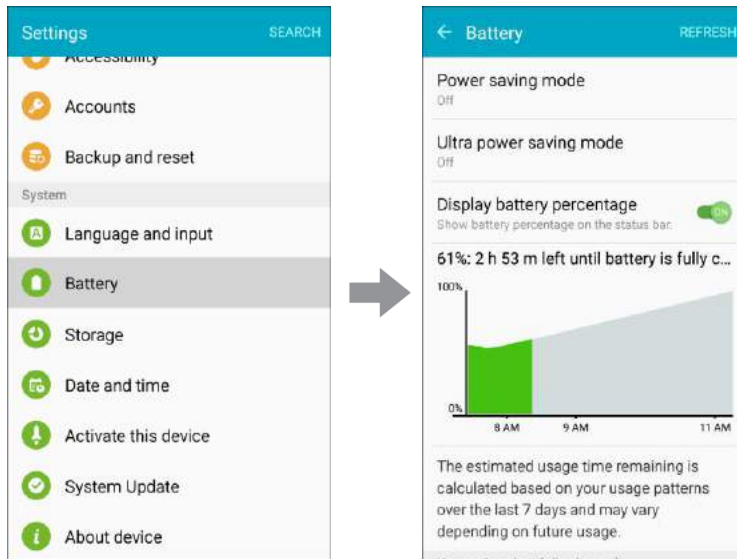 Settings SEARCH
Accessibility
Accounts
Backup and reset
System
Language and input
Battery
Storage
Date and time
Activate this device
System Update
About device
Battery REFRESH
Power saving mode
Off
Ultra power saving mode
Off
Display battery percentage
Show battery percentage on the status bar.
ON
61%: 2 h 53 m left until battery is fully c...
100%
0%
8 AM 9 AM 11 AM
The estimated usage time remaining is
calculated based on your usage patterns
over the last 7 days and may vary
depending on future usage.